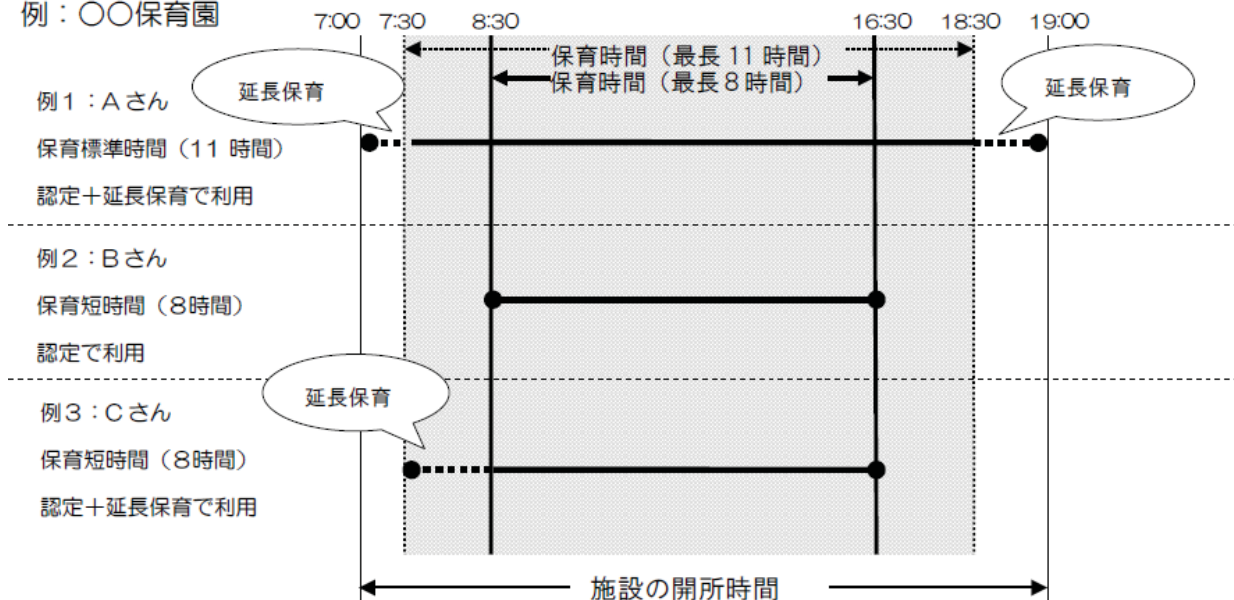 例：〇〇保育園
7:00 7:30 8:30 16:30 18:30 19:00
保育時間（最長11時間）
保育時間（最長8時間）
延長保育
延長保育
例1：Aさん
保育標準時間（11時間）
認定＋延長保育で利用
例2：Bさん
保育短時間（8時間）
認定で利用
延長保育
例3：Cさん
保育短時間（8時間）
認定＋延長保育で利用
施設の開所時間